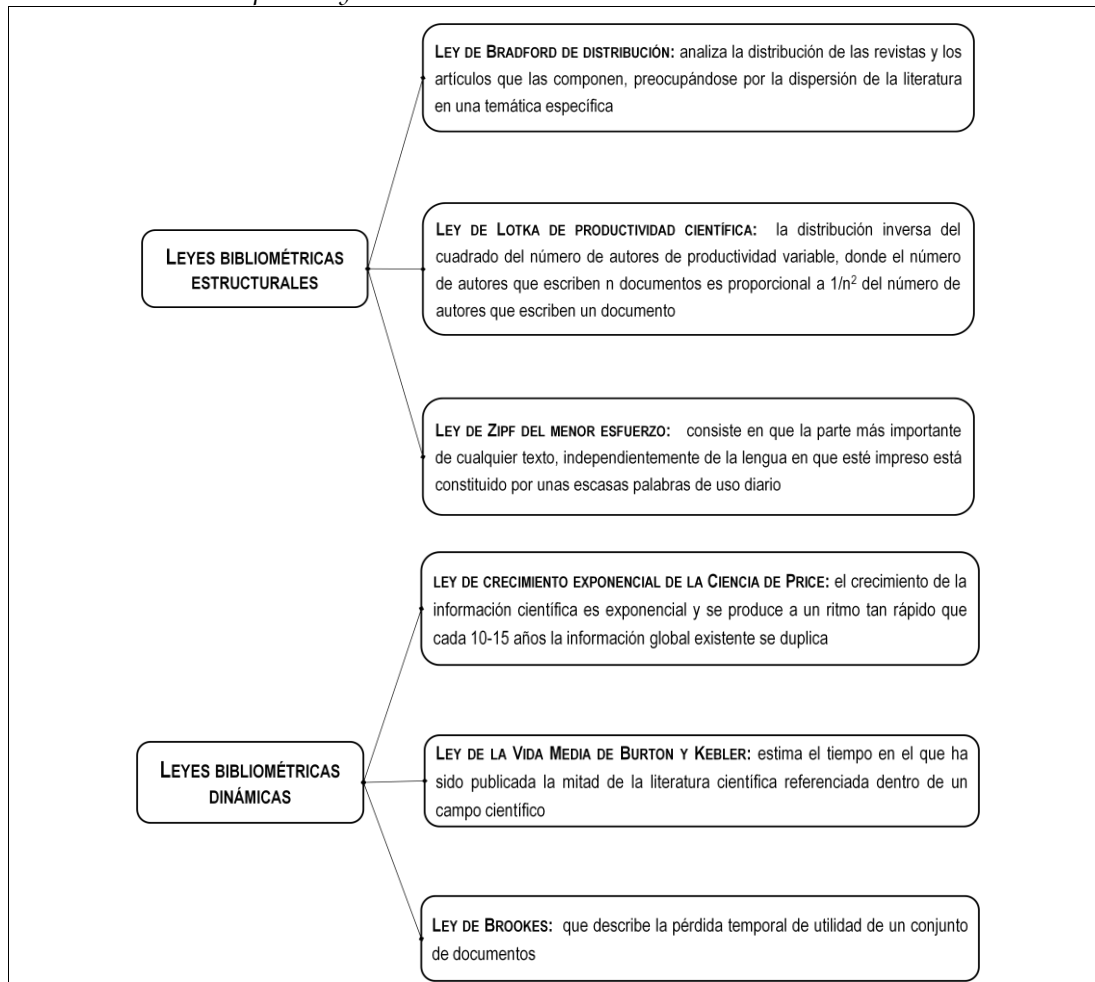 LEY DE BRADFORD DE DISTRIBUCIÓN: analiza la distribución de las revistas y los
artículos que las componen, preocupándose por la dispersión de la literatura
en una temática específica
LEYES BIBLIOMÉTRICAS
ESTRUCTURALES
LEY DE LOTKA DE PRODUCTIVIDAD CIENTÍFICA: la distribución inversa del
cuadrado del número de autores de productividad variable, donde el número
de autores que escriben n documentos es proporcional a 1/n² del número de
autores que escriben un documento
LEY DE ZIPF DEL MENOR ESFUERZO: consiste en que la parte más importante
de cualquier texto, independientemente de la lengua en que esté impreso está
constituido por unas escasas palabras de uso diario
LEY DE CRECIMIENTO EXPONENCIAL DE LA CIENCIA DE PRICE: el crecimiento de la
información científica es exponencial y se produce a un ritmo tan rápido que
cada 10-15 años la información global existente se duplica
LEYES BIBLIOMÉTRICAS
DINÁMICAS
LEY DE LA VIDA MEDIA DE BURTON Y KEBLER: estima el tiempo en el que ha
sido publicada la mitad de la literatura científica referenciada dentro de un
campo científico
LEY DE BROOKES: que describe la pérdida temporal de utilidad de un conjunto
de documentos